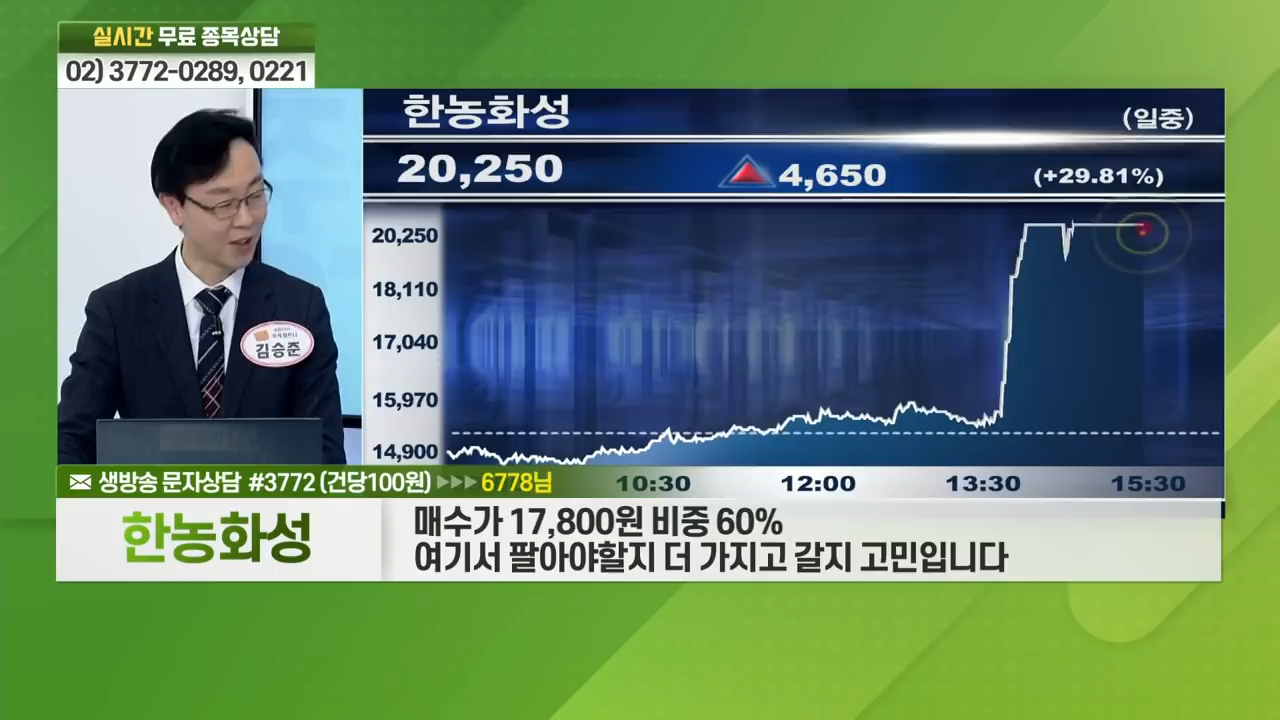 실시간 무료 종목상담
02) 3772-0289, 0221
한농화성
(일중)
20,250
4,650
(+29.81%)
20,250
18,110
17,040
15,970
14,900
10:30
12:00
13:30
15:30
김승준
생방송 문자상담 #3772 (건당100원) 6778님
한농화성
매수가 17,800원 비중 60%
여기서 팔아야할지 더 가지고 갈지 고민입니다